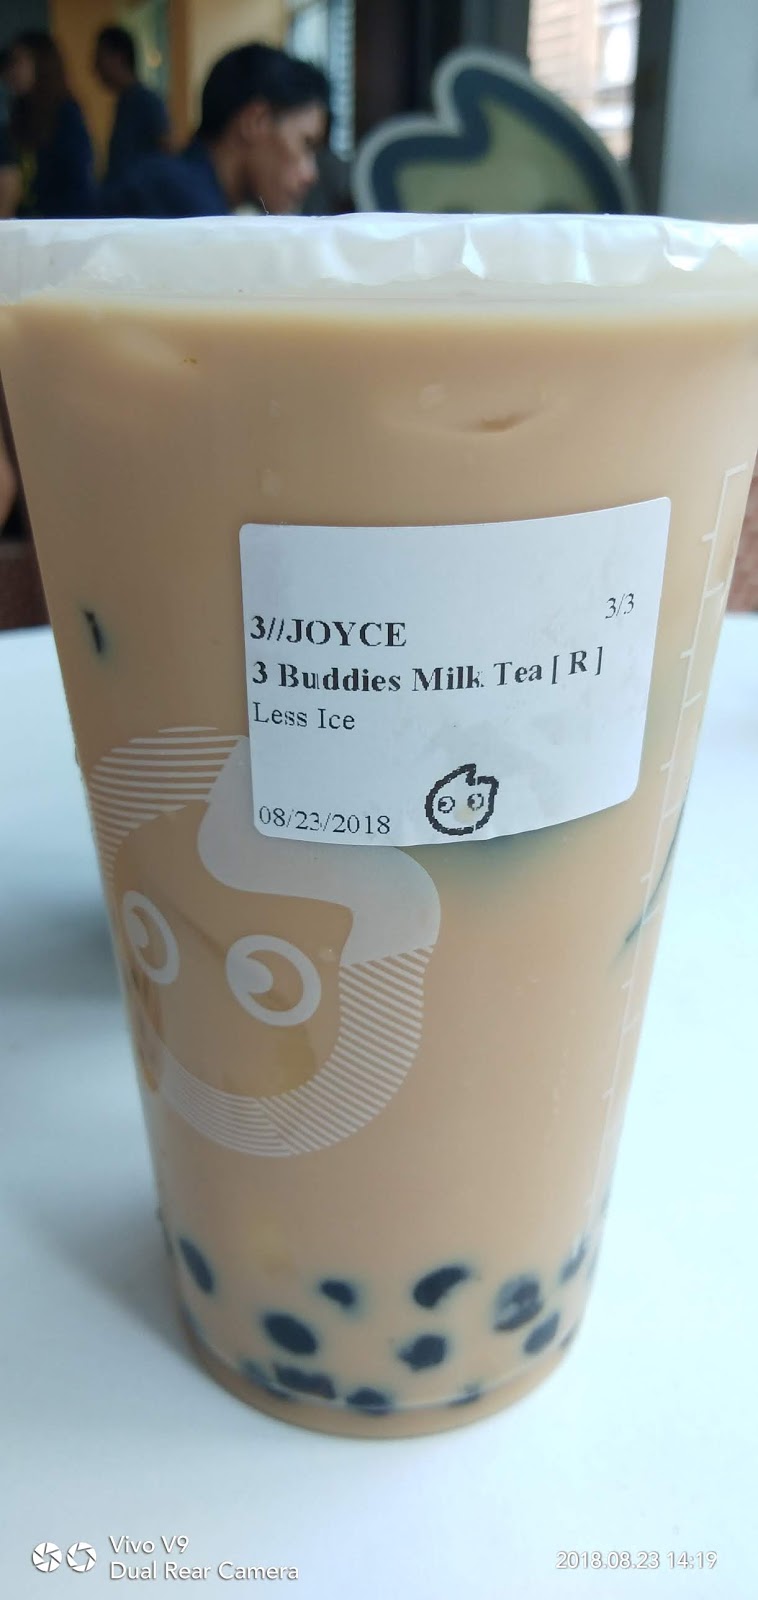 3/3
3//JOYCE
3 Buddies Milk Tea [ R ]
Less Ice
08/23/2018
Vivo V9
Dual Rear Camera
2018.08.23 14:19